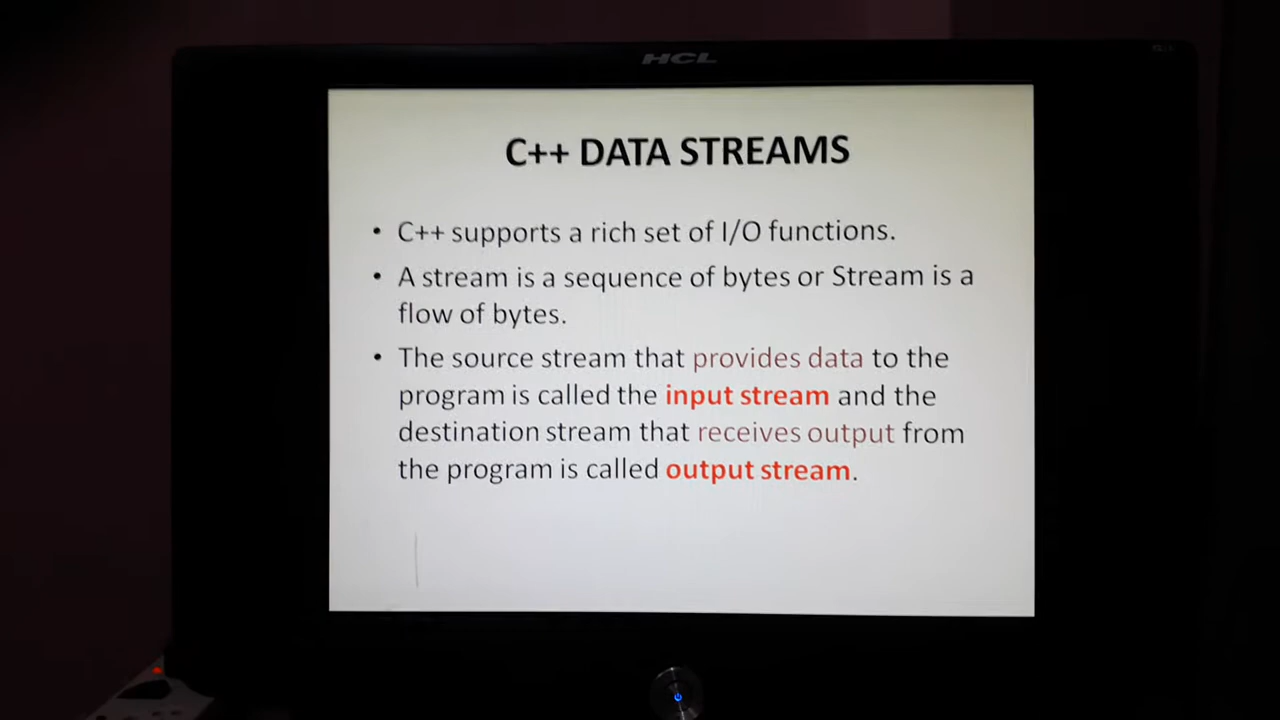 HCL
C++ DATA STREAMS
• C++ supports a rich set of I/O functions.
• A stream is a sequence of bytes or Stream is a
flow of bytes.
• The source stream that provides data to the
program is called the input stream and the
destination stream that receives output from
the program is called output stream.